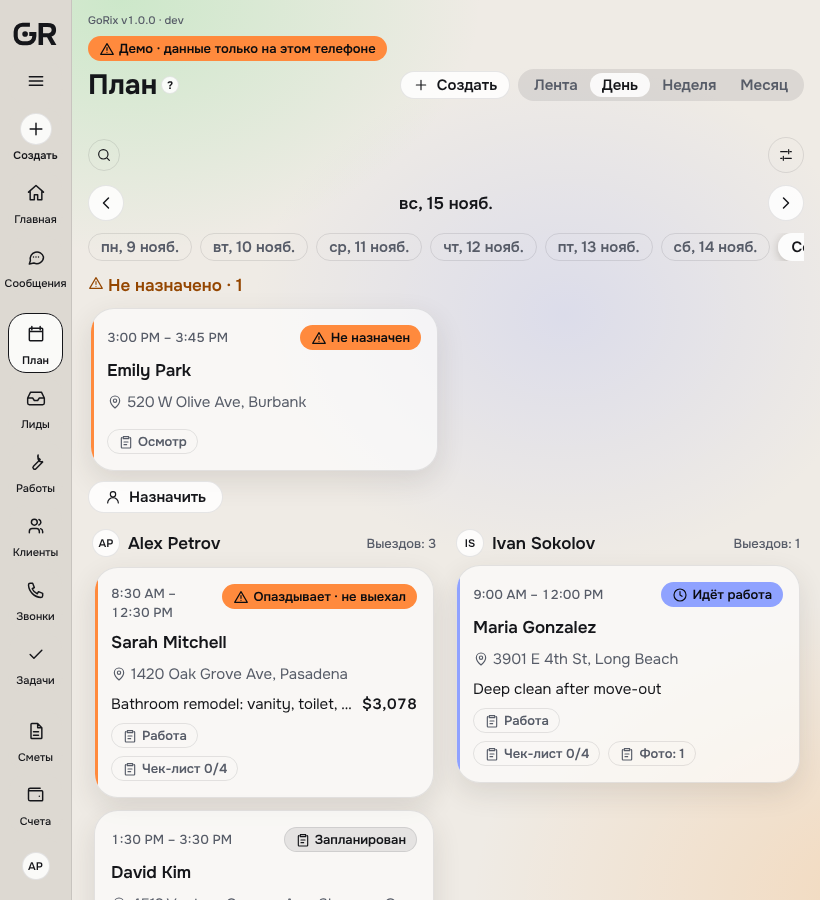 GR
GoRix v1.0.0 · dev
Демо · данные только на этом телефоне
План ?
Создать
Лента День Неделя Месяц
Создать
Главная
Сообщения
План
Лиды
Работы
Клиенты
Звонки
Задачи
Сметы
Счета
AP
вс, 15 нояб.
пн, 9 нояб. вт, 10 нояб. ср, 11 нояб. чт, 12 нояб. пт, 13 нояб. сб, 14 нояб.
Не назначено · 1
3:00 PM – 3:45 PM Не назначен
Emily Park
520 W Olive Ave, Burbank
Осмотр
Назначить
AP Alex Petrov Выездов: 3
8:30 AM –
12:30 PM
Опаздывает · не выехал
Sarah Mitchell
1420 Oak Grove Ave, Pasadena
Bathroom remodel: vanity, toilet, ... $3,078
Работа
Чек-лист 0/4
1:30 PM – 3:30 PM Запланирован
David Kim
IS Ivan Sokolov Выездов: 1
9:00 AM – 12:00 PM Идёт работа
Maria Gonzalez
3901 E 4th St, Long Beach
Deep clean after move-out
Работа
Чек-лист 0/4 Фото: 1